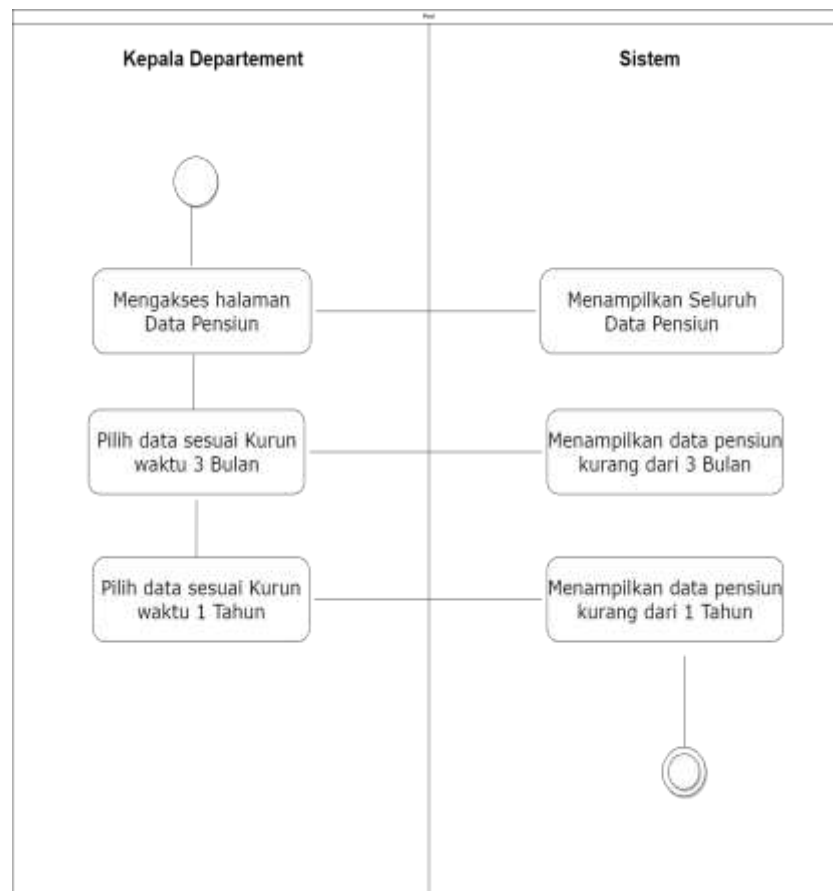 Pool
Kepala Departement
Sistem
Mengakses halaman
Data Pensiun
Menampilkan Seluruh
Data Pensiun
Pilih data sesuai Kurun
waktu 3 Bulan
Menampilkan data pensiun
kurang dari 3 Bulan
Pilih data sesuai Kurun
waktu 1 Tahun
Menampilkan data pensiun
kurang dari 1 Tahun